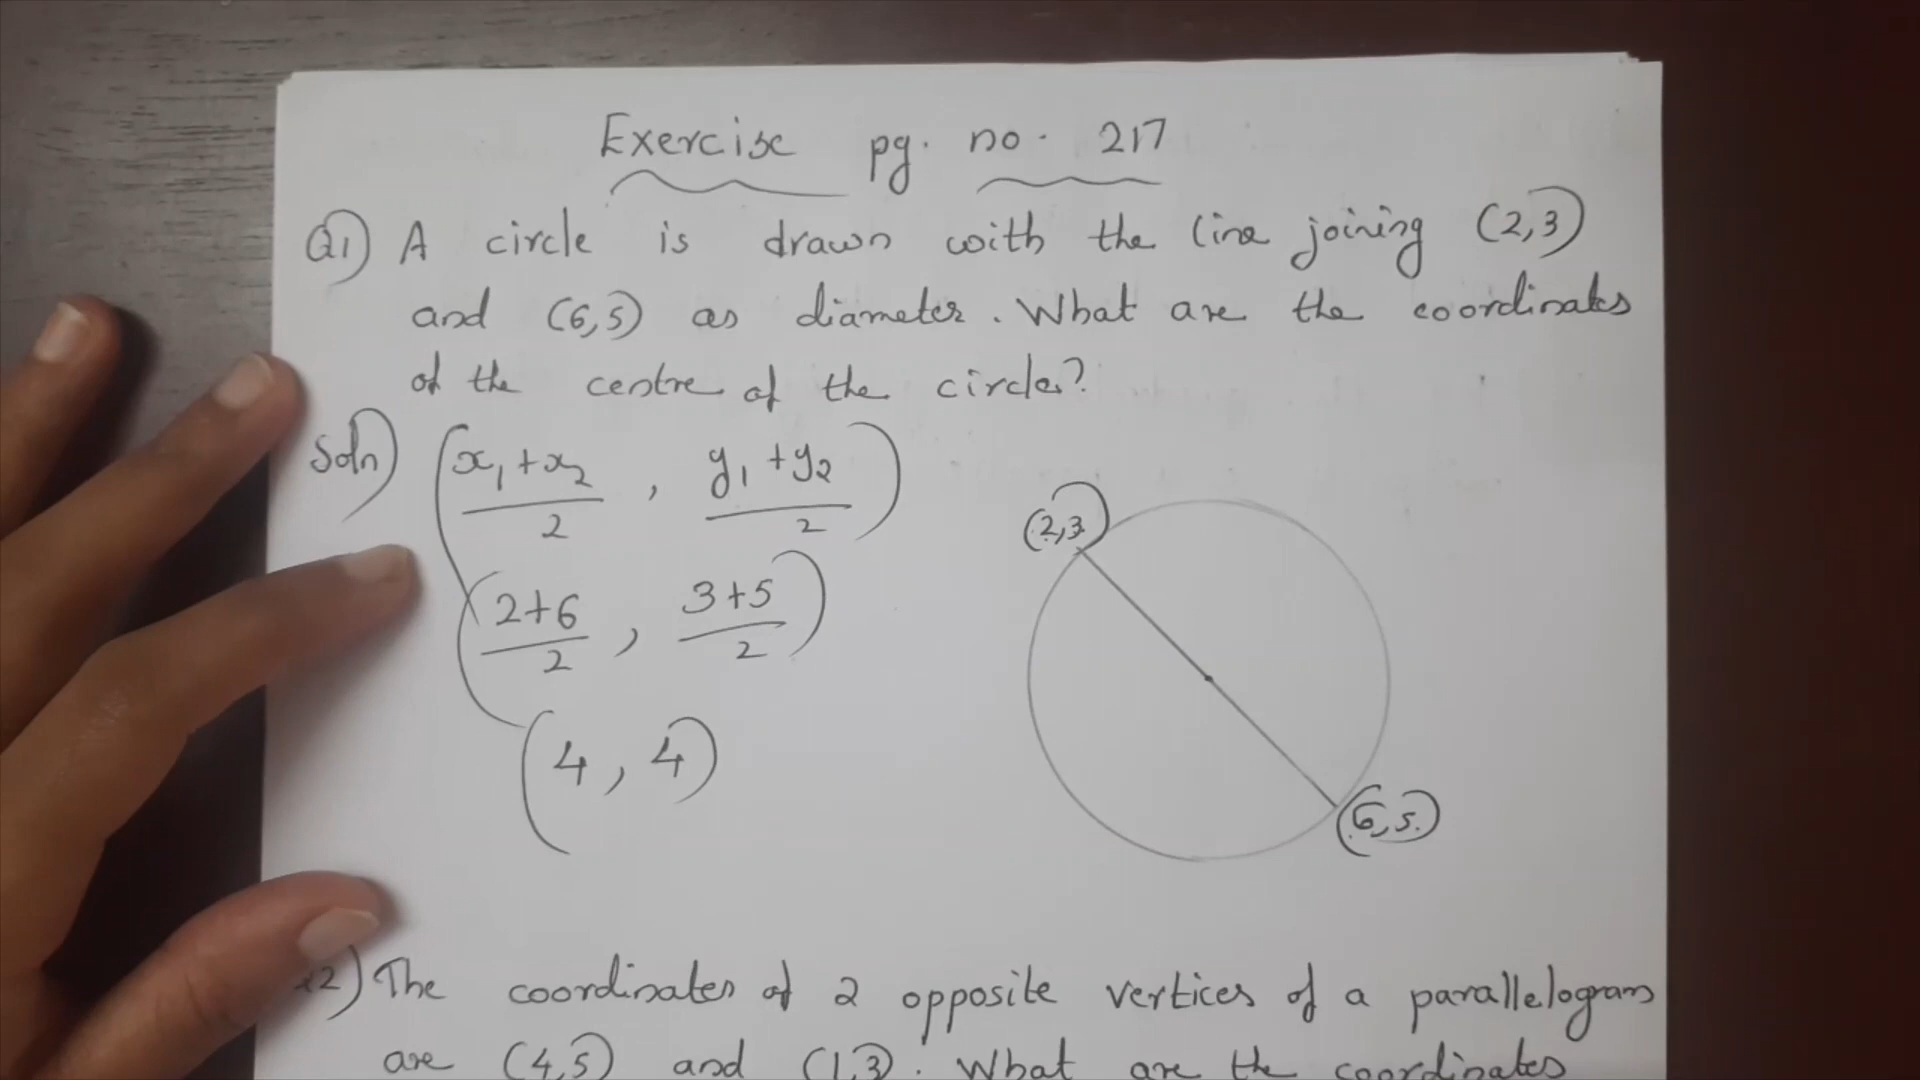 Exercise pg. no. 217
Q1) A circle is drawn with the line joining (2,3)
and (6,5) as diameter. What are the coordinates
of the centre of the circle?
Soln) (x₁+x₂/2 , y₁+y₂/2)
(2+6/2 , 3+5/2)
(4 , 4)
(2,3)
(6,5)
2) The coordinates of 2 opposite vertices of a parallelogram
are (4,5) and (1,3). What are the coordinates